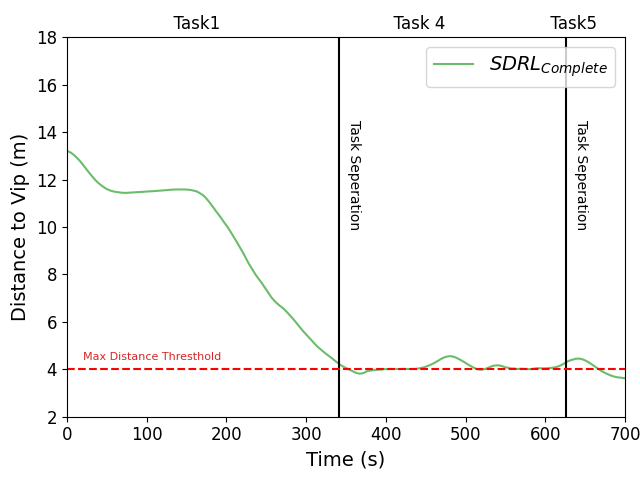 Task1 Task 4 Task5
18
16
14
12
10
8
6
4
2
Distance to Vip (m)
SDRL_Complete
Task Seperation
Task Seperation
Max Distance Thresthold
0 100 200 300 400 500 600 700
Time (s)